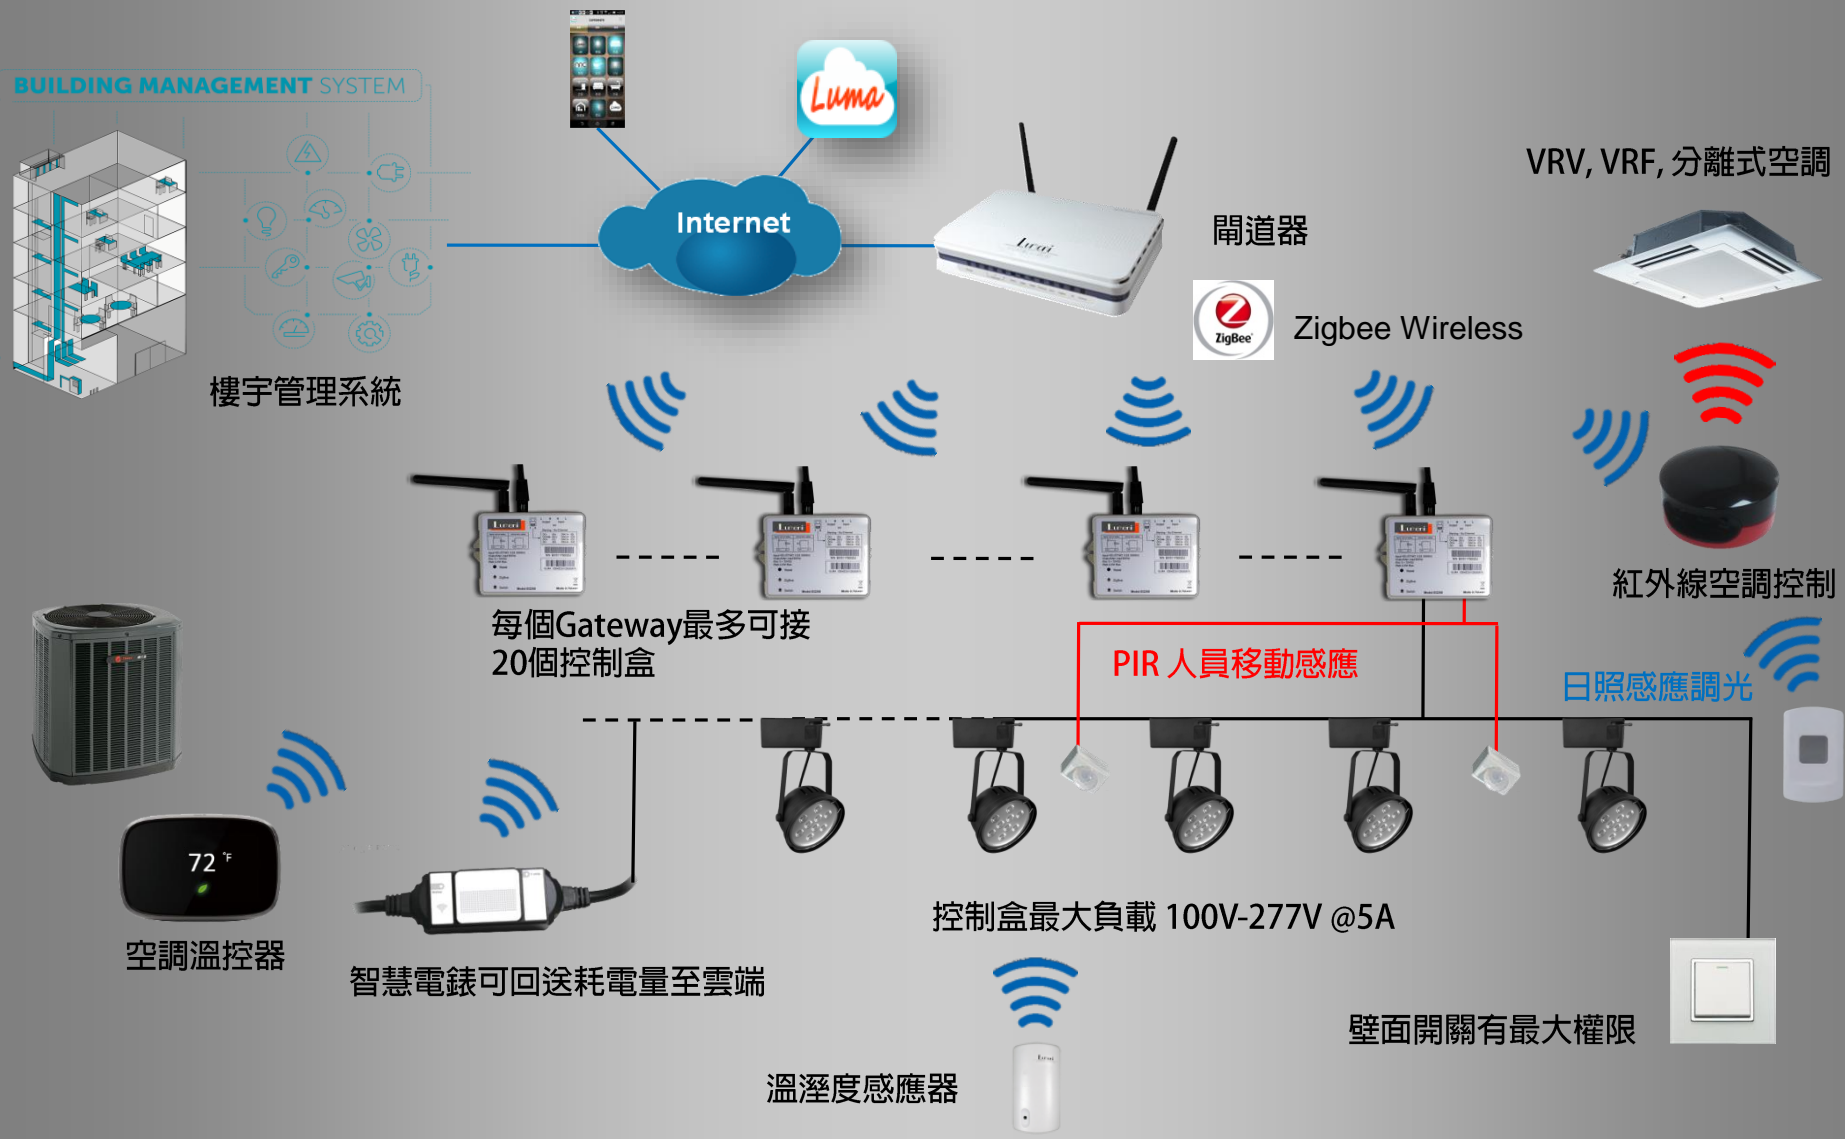 BUILDING MANAGEMENT SYSTEM
Luma
Internet
VRV, VRF, 分離式空調
閘道器
ZigBee
Zigbee Wireless
樓宇管理系統
紅外線空調控制
每個Gateway最多可接
20個控制盒
PIR 人員移動感應
日照感應調光
72 °F
控制盒最大負載 100V-277V @5A
空調溫控器
智慧電錶可回送耗電量至雲端
壁面開關有最大權限
溫溼度感應器